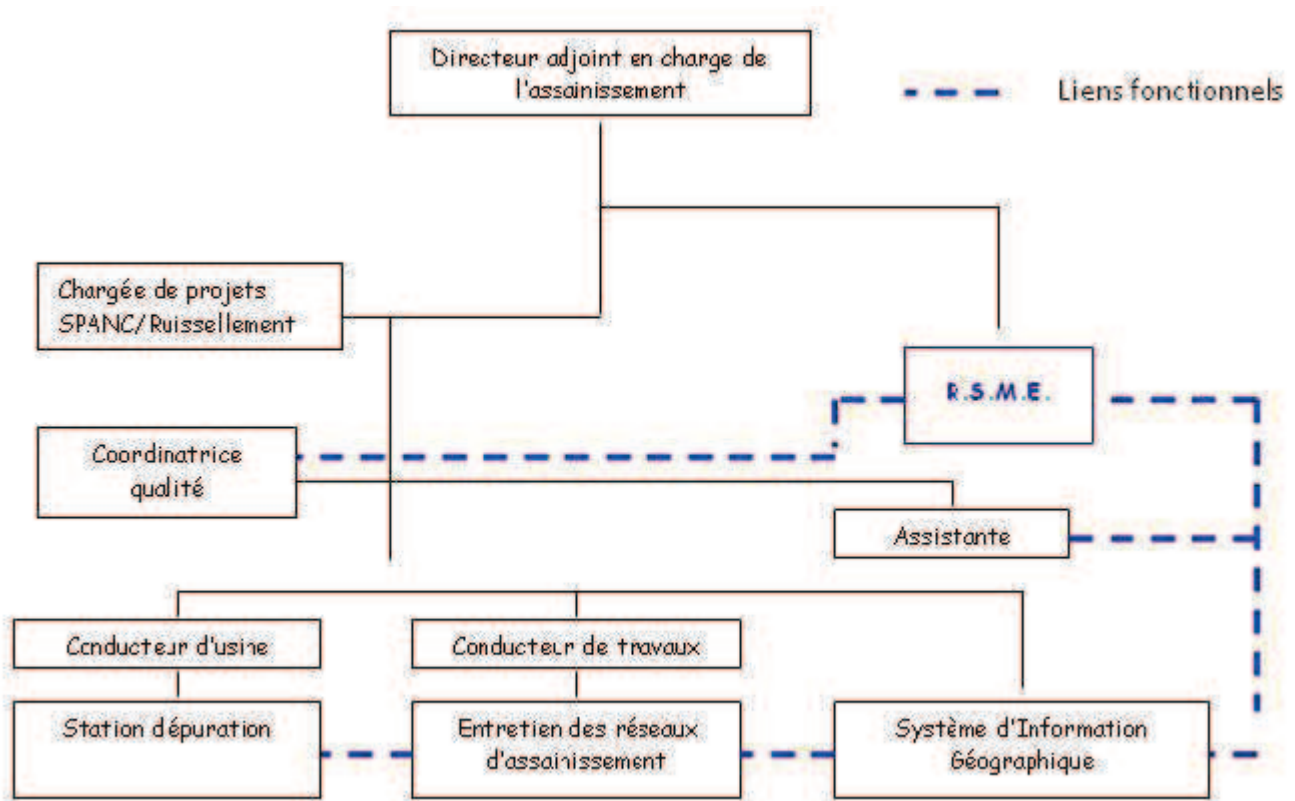 Directeur adjoint en charge de
l'assainissement
Liens fonctionnels
Chargée de projets
SPANC/Ruissellement
R.S.M.E.
Coordinatrice
qualité
Assistante
Conducteur d'usine
Conducteur de travaux
Station dépuration
Entretien des réseaux
d'assainissement
Système d'Information
Géographique